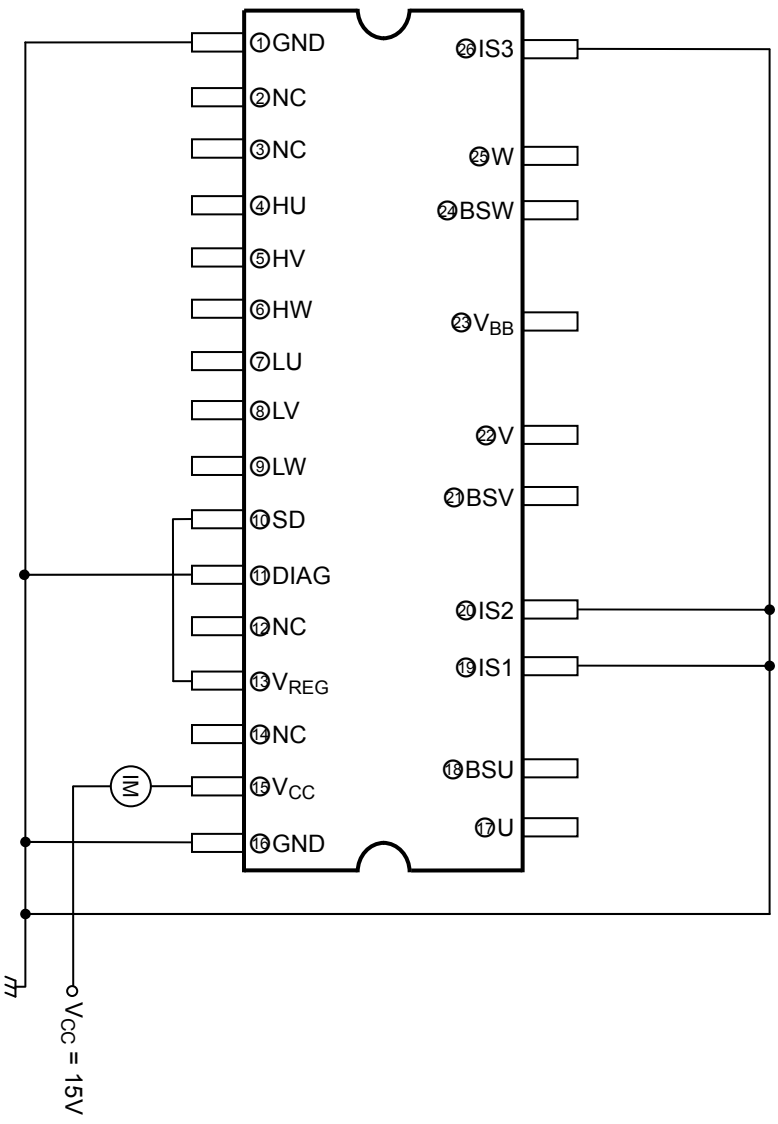 ①GND
②NC
③NC
④HU
⑤HV
⑥HW
⑦LU
⑧LV
⑨LW
⑩SD
⑪DIAG
⑫NC
⑬VREG
⑭NC
⑮VCC
⑯GND
㉖IS3
㉕W
㉔BSW
㉓VBB
㉒V
㉑BSV
⑳IS2
⑲IS1
⑱BSU
⑰U
IM
VCC = 15V